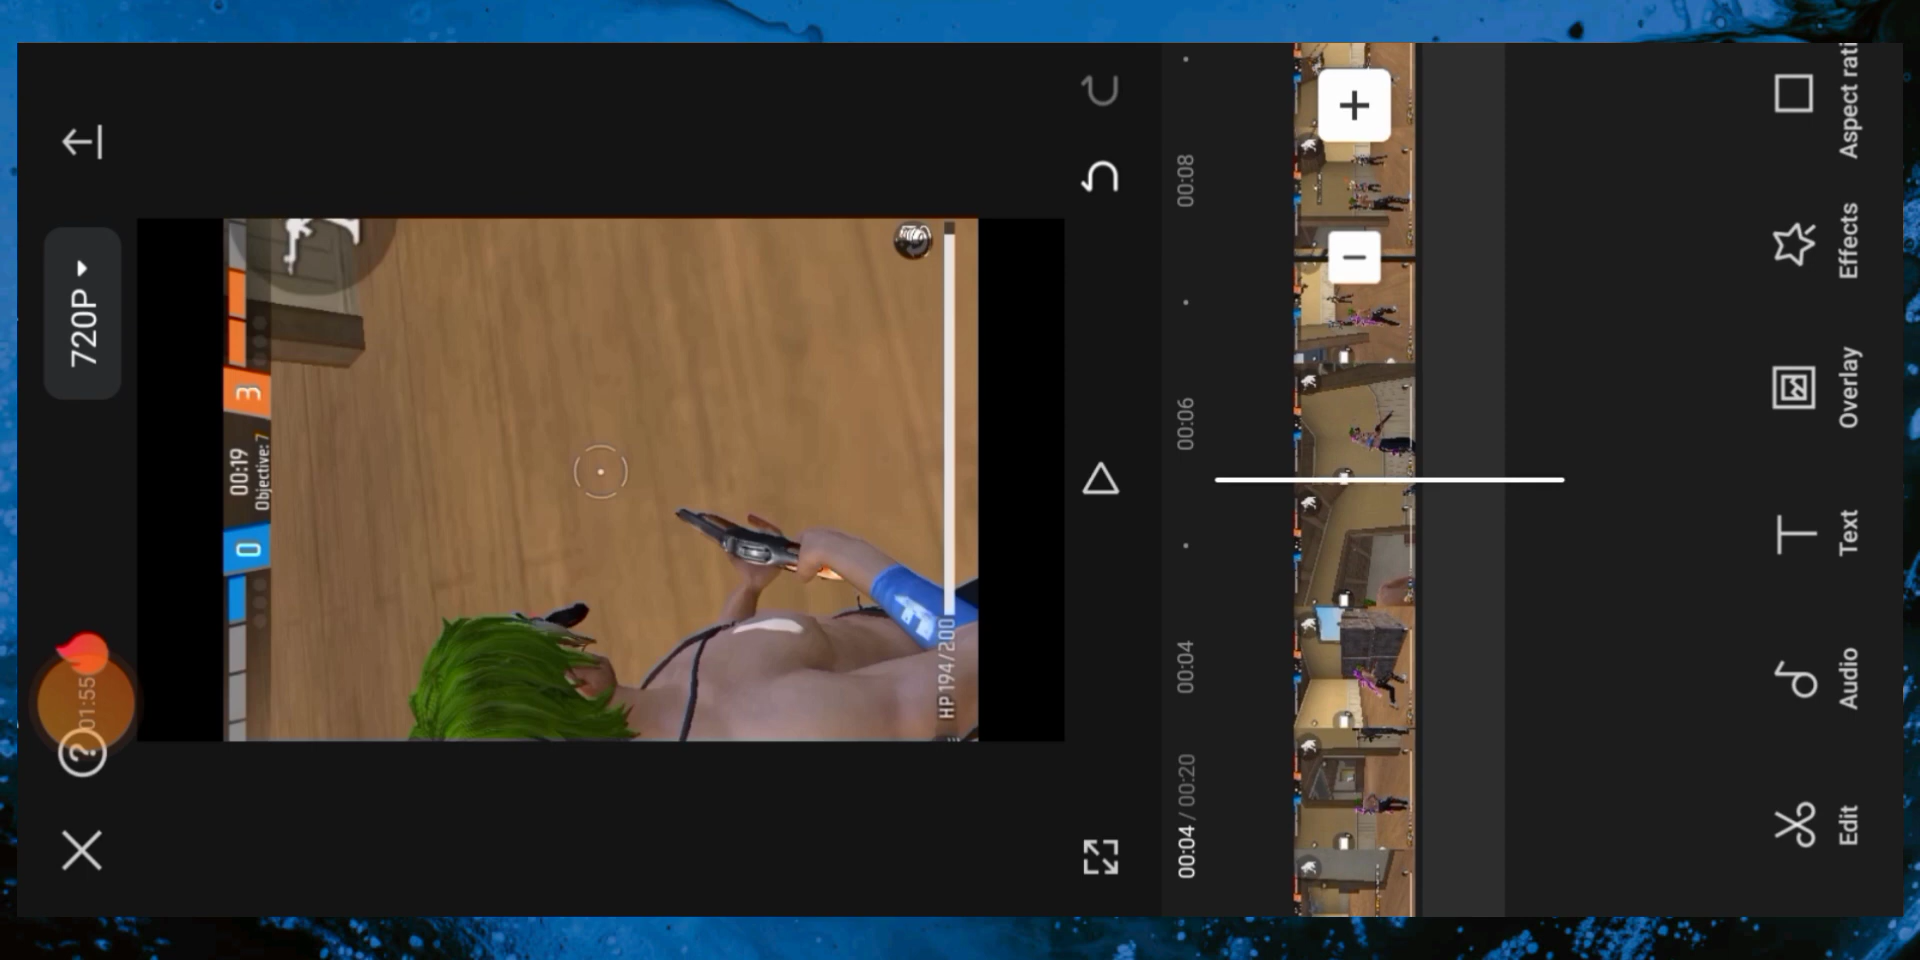 ?
01:55
720P
0
00:19
Objective: 7
3
HP 194/200
00:04 / 00:20
00:04
00:06
00:08
Edit
Audio
Text
Overlay
Effects
Aspect rati